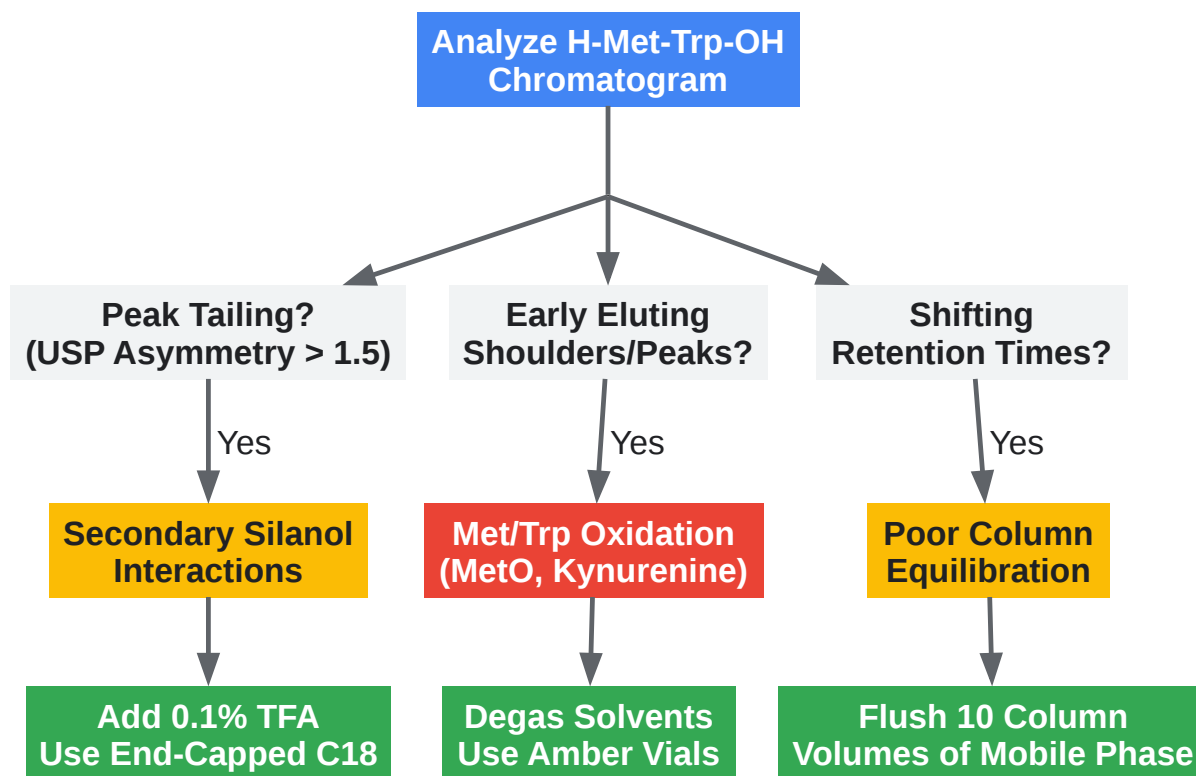 Analyze H-Met-Trp-OH
Chromatogram
Peak Tailing?
(USP Asymmetry > 1.5)
Early Eluting
Shoulders/Peaks?
Shifting
Retention Times?
Yes
Yes
Yes
Secondary Silanol
Interactions
Met/Trp Oxidation
(MetO, Kynurenine)
Poor Column
Equilibration
Add 0.1% TFA
Use End-Capped C18
Degas Solvents
Use Amber Vials
Flush 10 Column
Volumes of Mobile Phase